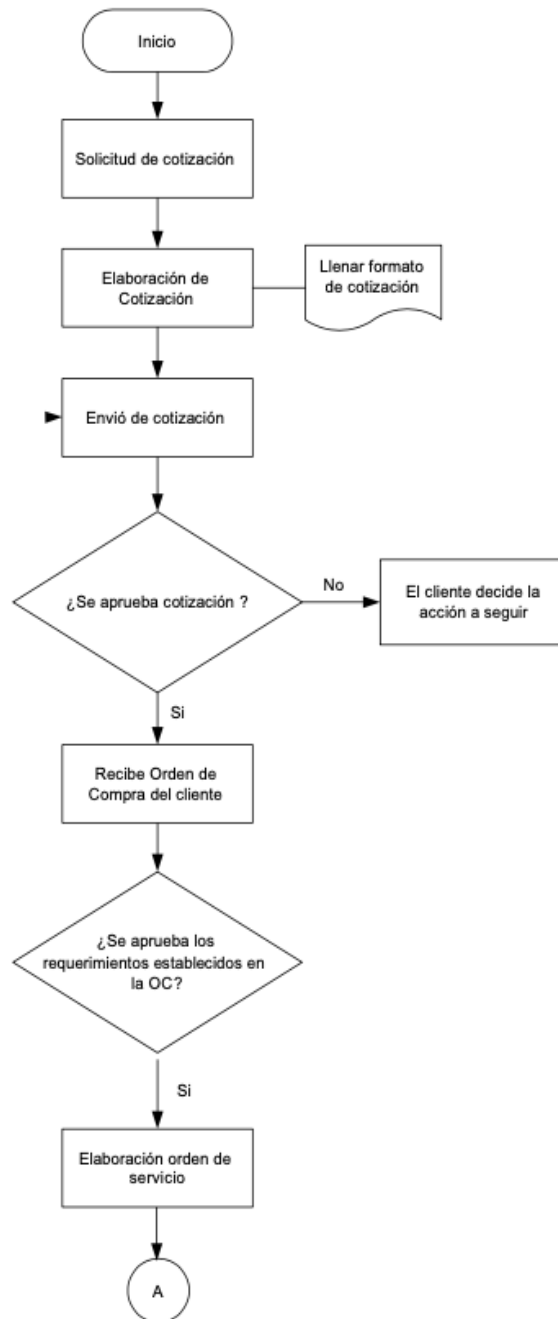 Inicio
Solicitud de cotización
Elaboración de
Cotización
Llenar formato
de cotización
Envió de cotización
¿Se aprueba cotización ?
No
El cliente decide la
acción a seguir
Si
Recibe Orden de
Compra del cliente
¿Se aprueba los
requerimientos establecidos en
la OC?
Si
Elaboración orden de
servicio
A